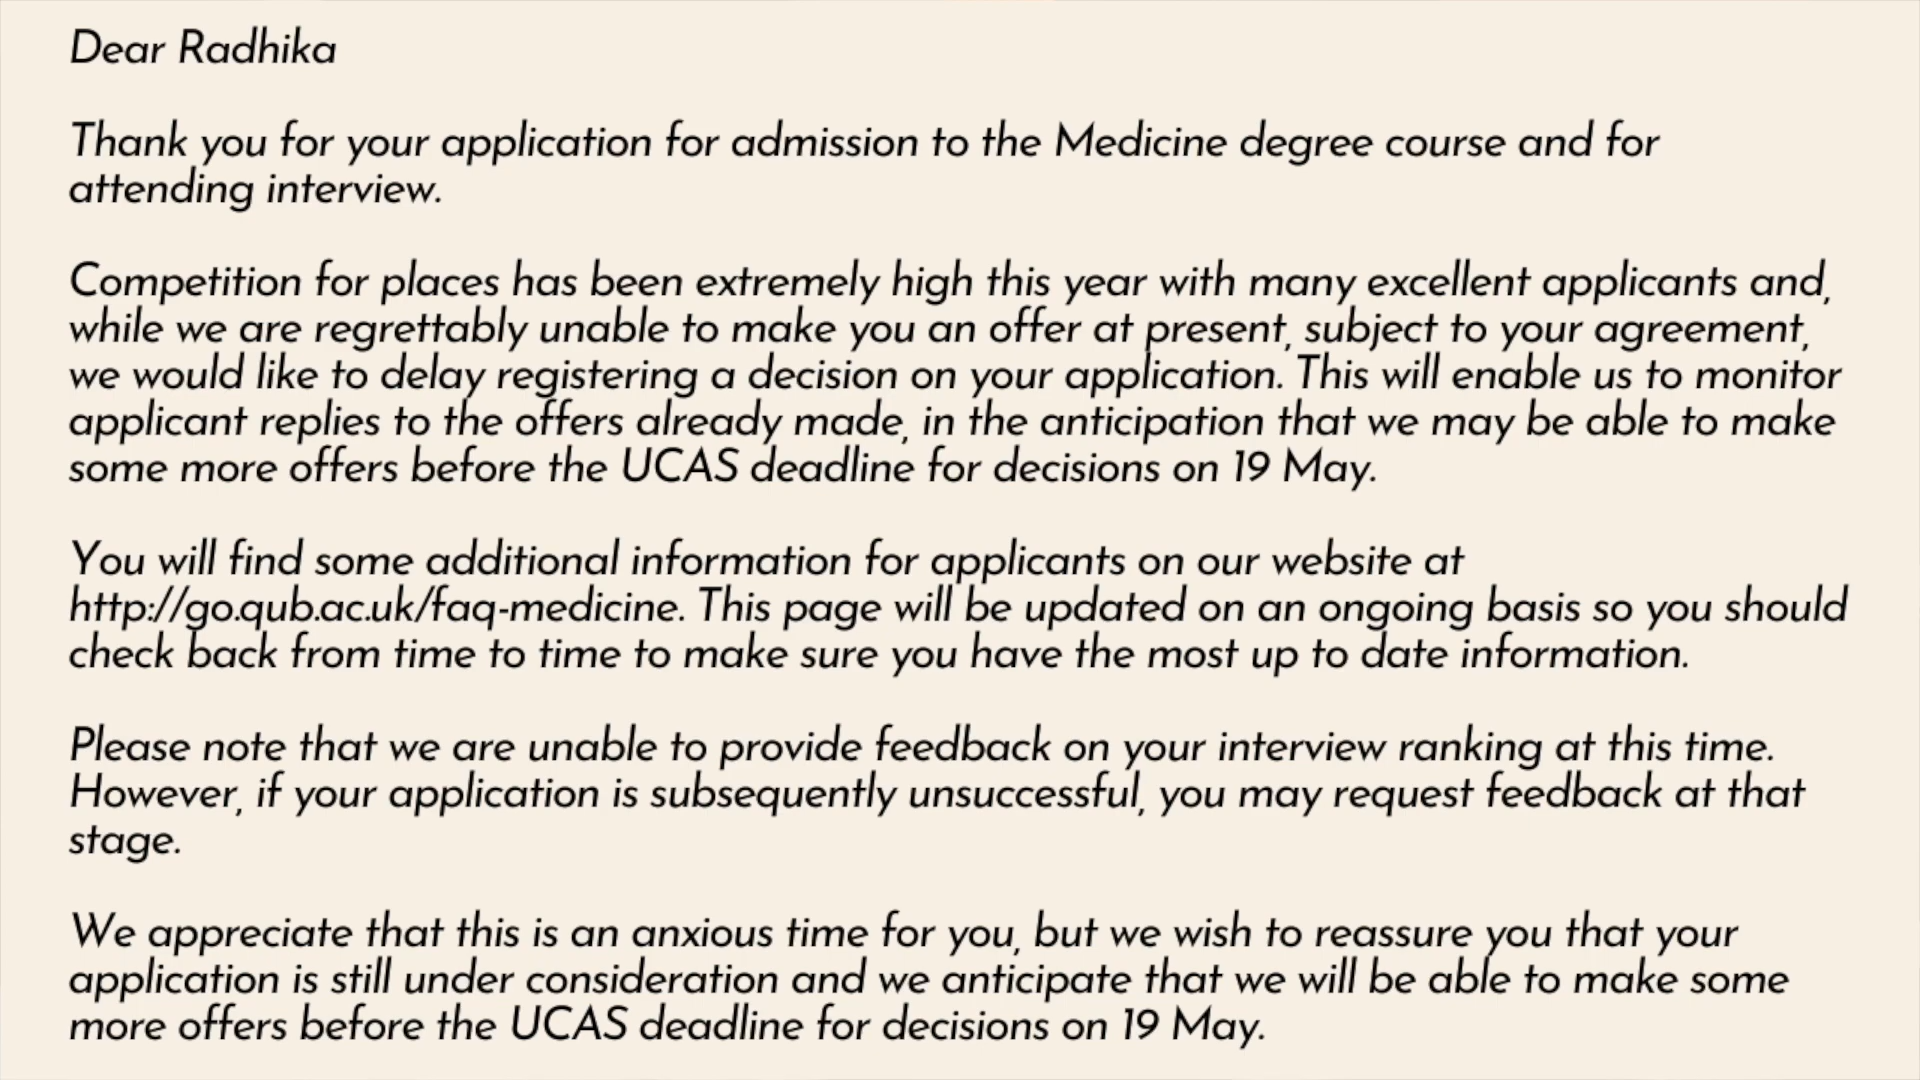 Dear Radhika
Thank you for your application for admission to the Medicine degree course and for
attending interview.
Competition for places has been extremely high this year with many excellent applicants and,
while we are regrettably unable to make you an offer at present, subject to your agreement,
we would like to delay registering a decision on your application. This will enable us to monitor
applicant replies to the offers already made, in the anticipation that we may be able to make
some more offers before the UCAS deadline for decisions on 19 May.
You will find some additional information for applicants on our website at
http://go.qub.ac.uk/faq-medicine. This page will be updated on an ongoing basis so you should
check back from time to time to make sure you have the most up to date information.
Please note that we are unable to provide feedback on your interview ranking at this time.
However, if your application is subsequently unsuccessful, you may request feedback at that
stage.
We appreciate that this is an anxious time for you, but we wish to reassure you that your
application is still under consideration and we anticipate that we will be able to make some
more offers before the UCAS deadline for decisions on 19 May.